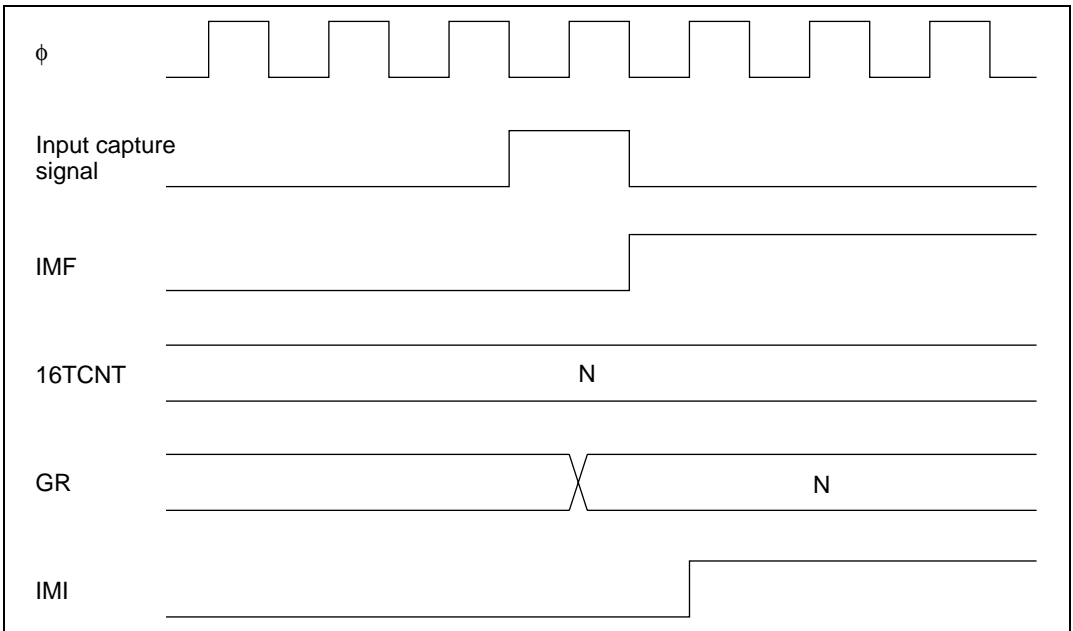 ϕ
Input capture
signal
IMF
16TCNT
N
GR
N
IMI